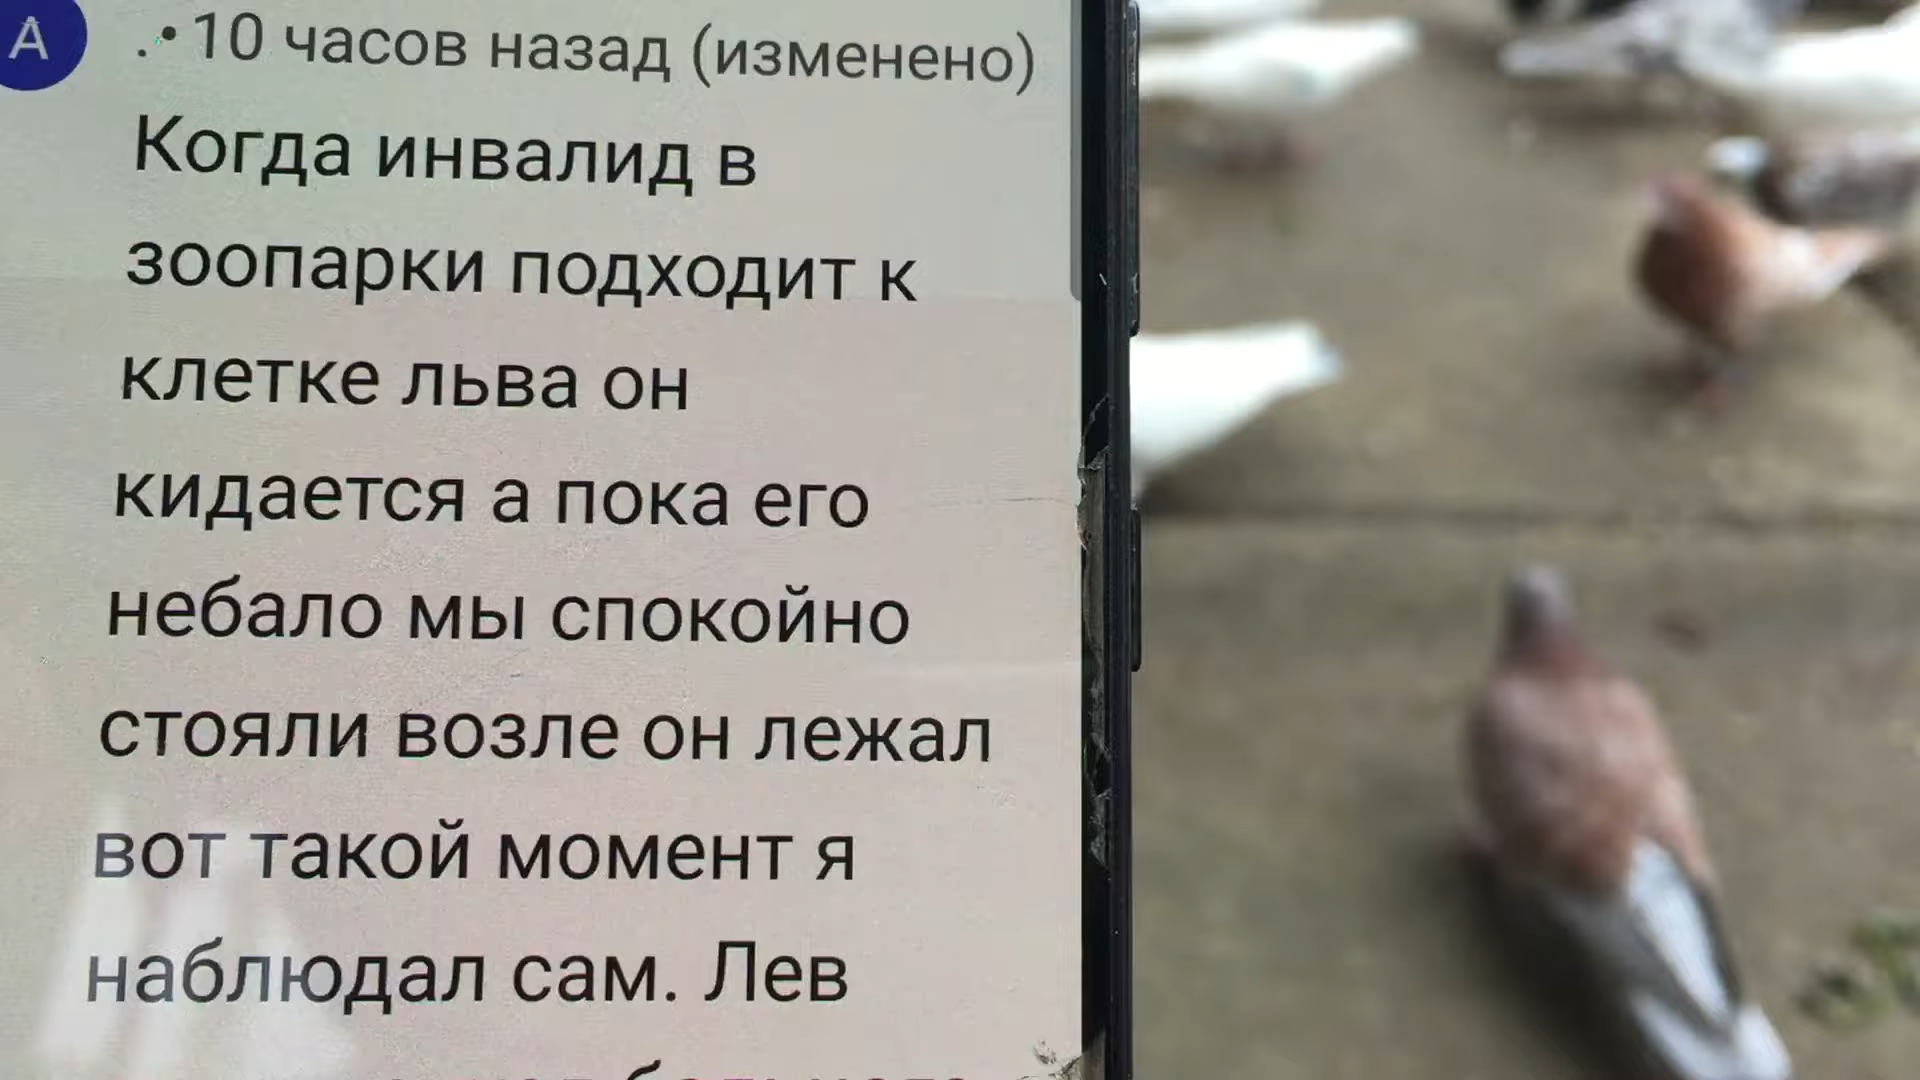 A
.• 10 часов назад (изменено)
Когда инвалид в
зоопарки подходит к
клетке льва он
кидается а пока его
небало мы спокойно
стояли возле он лежал
вот такой момент я
наблюдал сам. Лев